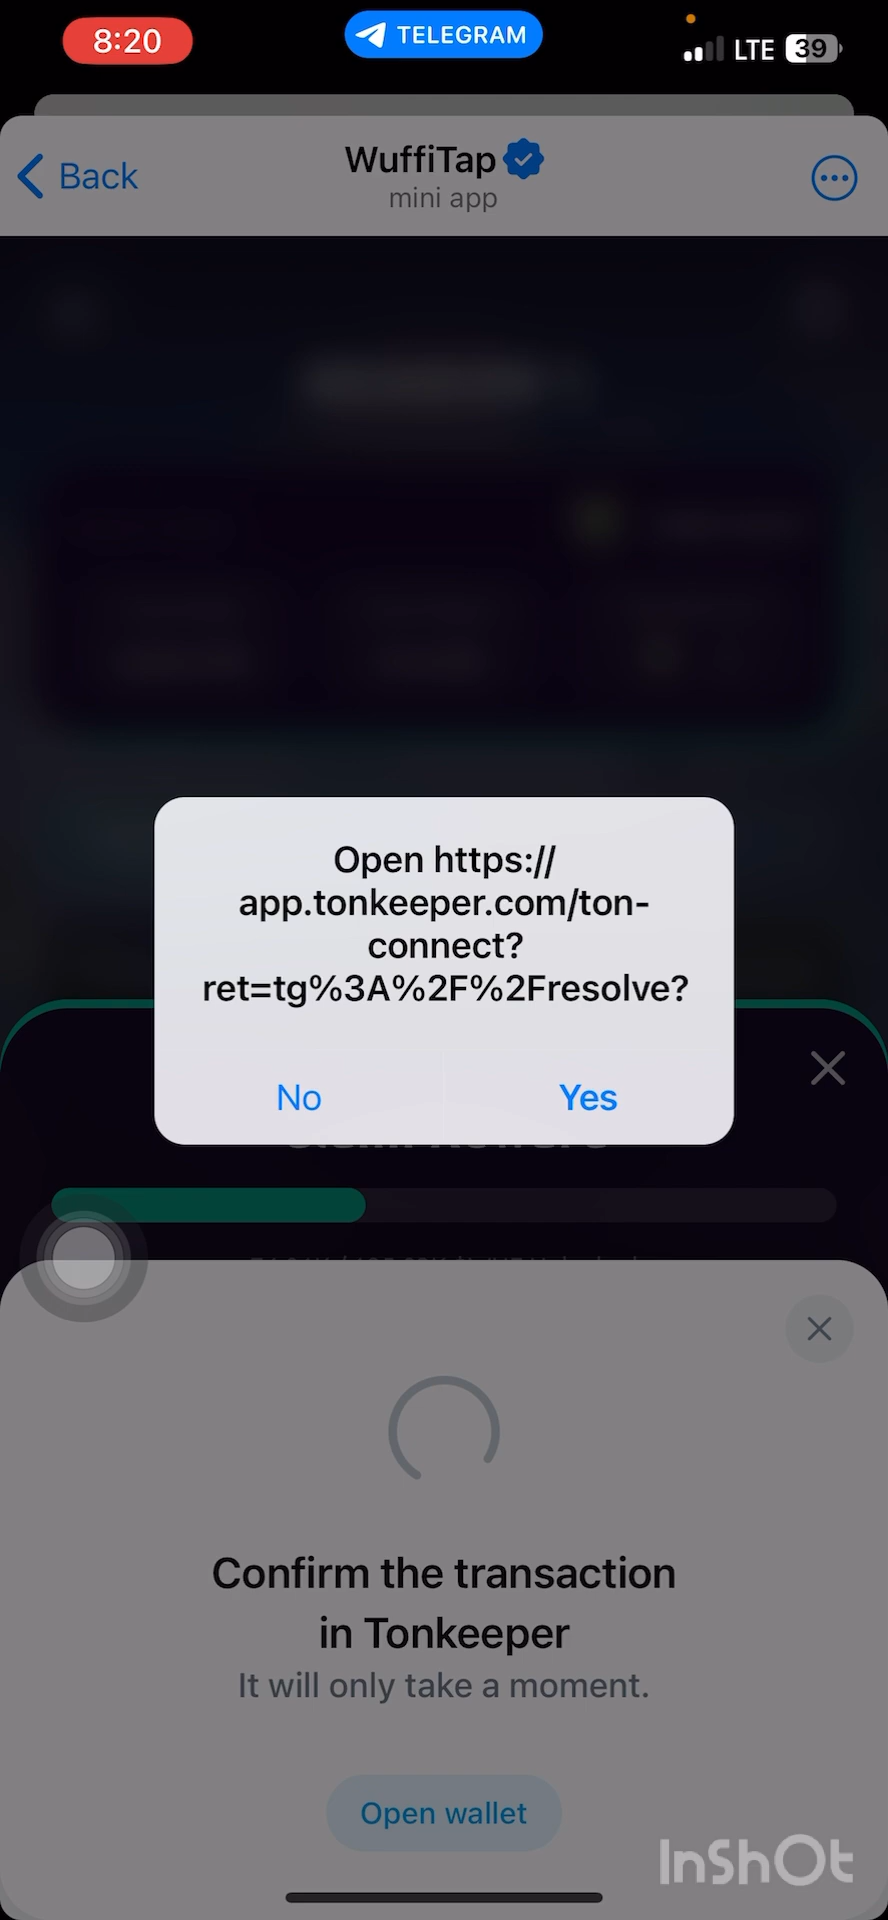 8:20
TELEGRAM
LTE
39
Back
WuffiTap
mini app
Open https://
app.tonkeeper.com/ton-
connect?
ret=tg%3A%2F%2Fresolve?
No
Yes
Confirm the transaction
in Tonkeeper
It will only take a moment.
Open wallet
InShOt